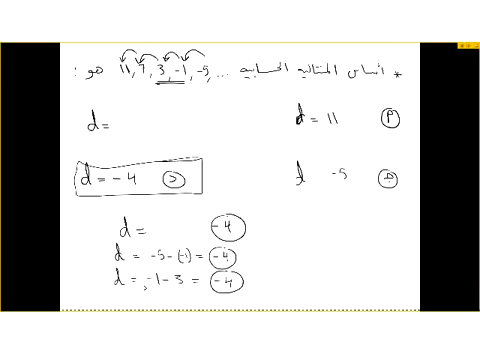 * أساس المتتالية الحسابية 11, 7, 3, -1, -5, ... هو :
d = 11 (أ)
d =
-5 (ج)
d = -4 (د)
d = -4
d = -5 - (-1) = -4
d = -1 - 3 = -4